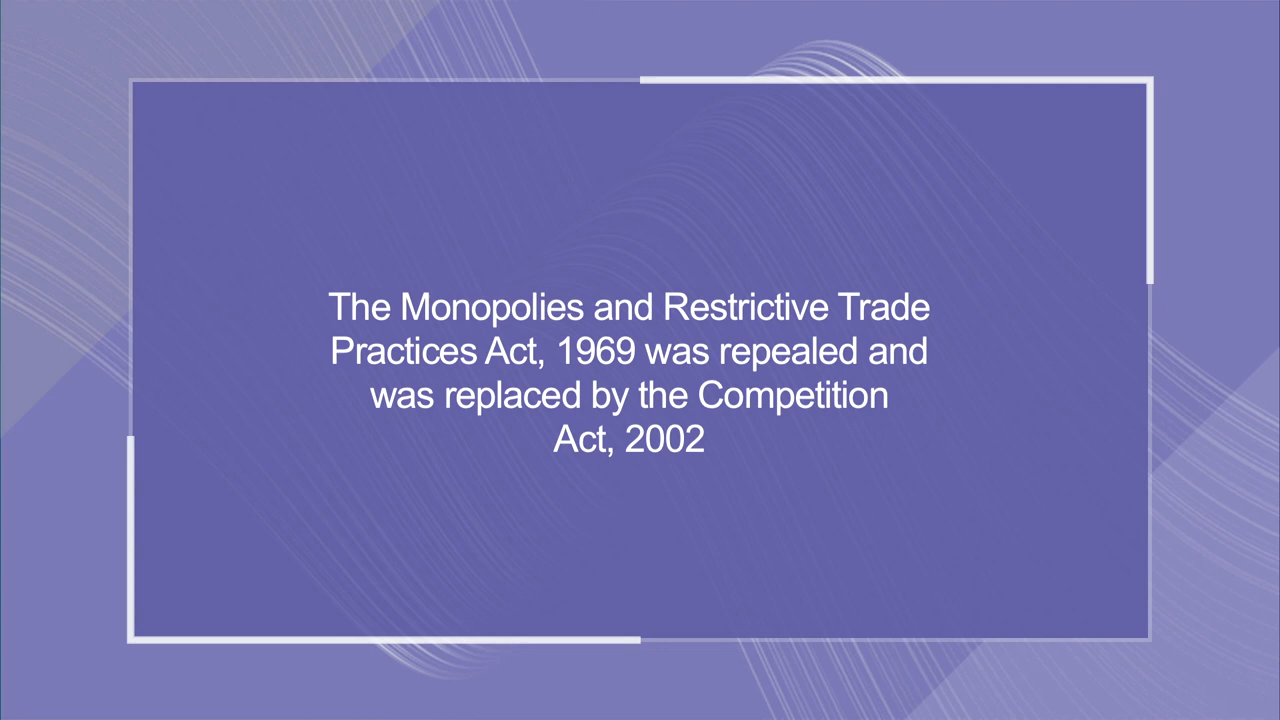 The Monopolies and Restrictive Trade
Practices Act, 1969 was repealed and
was replaced by the Competition
Act, 2002